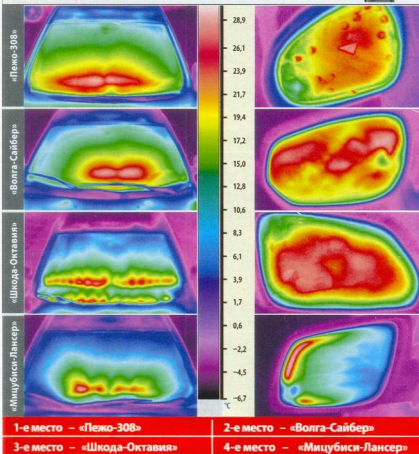 «Пежо-308»
«Волга-Сайбер»
«Шкода-Октавия»
«Мицубиси-Лансер»
28,9
26,1
23,9
21,7
19,4
17,2
15,0
12,8
10,6
8,3
6,1
3,9
1,7
0,6
−2,2
−4,5
−6,7
°C
1-е место – «Пежо-308»
2-е место – «Волга-Сайбер»
3-е место – «Шкода-Октавия»
4-е место – «Мицубиси-Лансер»